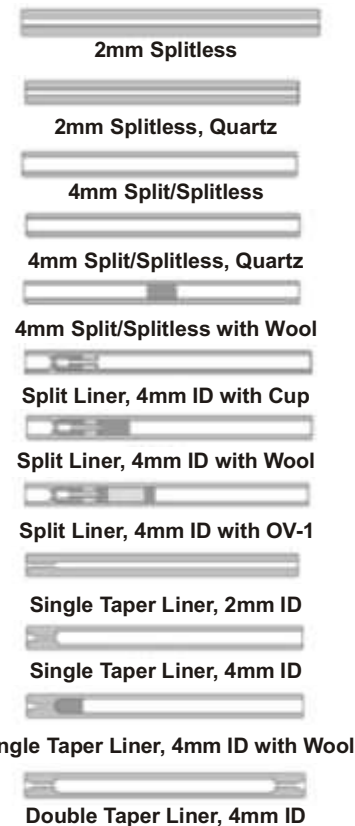 2mm Splitless
2mm Splitless, Quartz
4mm Split/Splitless
4mm Split/Splitless, Quartz
4mm Split/Splitless with Wool
Split Liner, 4mm ID with Cup
Split Liner, 4mm ID with Wool
Split Liner, 4mm ID with OV-1
Single Taper Liner, 2mm ID
Single Taper Liner, 4mm ID
ngle Taper Liner, 4mm ID with Wool
Double Taper Liner, 4mm ID